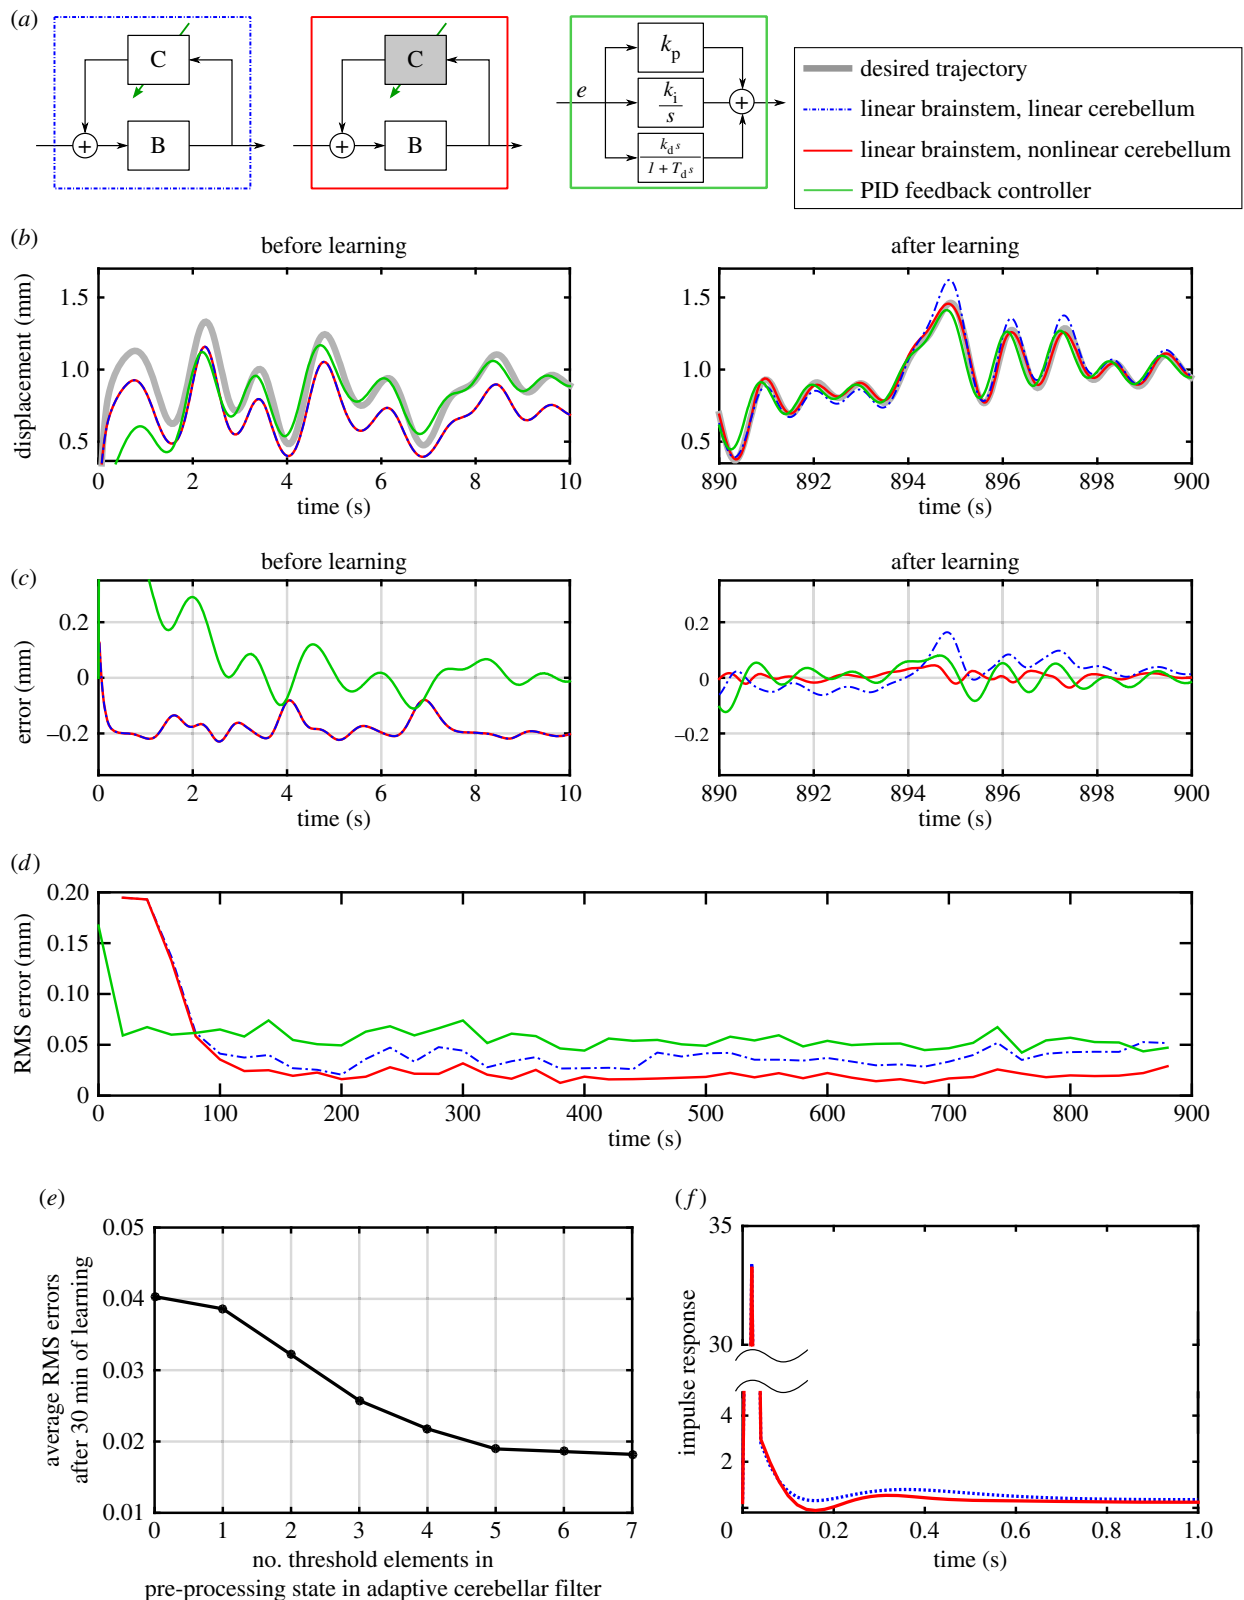 (a)
C
B
+
C
B
+
e
k_p
k_i
s
k_d s
1 + T_d s
+
desired trajectory
linear brainstem, linear cerebellum
linear brainstem, nonlinear cerebellum
PID feedback controller
(b)
before learning
displacement (mm)
1.5
1.0
0.5
0 2 4 6 8 10
time (s)
after learning
1.5
1.0
0.5
890 892 894 896 898 900
time (s)
(c)
before learning
error (mm)
0.2
0
−0.2
0 2 4 6 8 10
time (s)
after learning
0.2
0
−0.2
890 892 894 896 898 900
time (s)
(d)
RMS error (mm)
0.20
0.15
0.10
0.05
0
0 100 200 300 400 500 600 700 800 900
time (s)
(e)
average RMS errors
after 30 min of learning
0.05
0.04
0.03
0.02
0.01
0 1 2 3 4 5 6 7
no. threshold elements in
pre-processing state in adaptive cerebellar filter
(f)
impulse response
35
30
4
2
0 0.2 0.4 0.6 0.8 1.0
time (s)